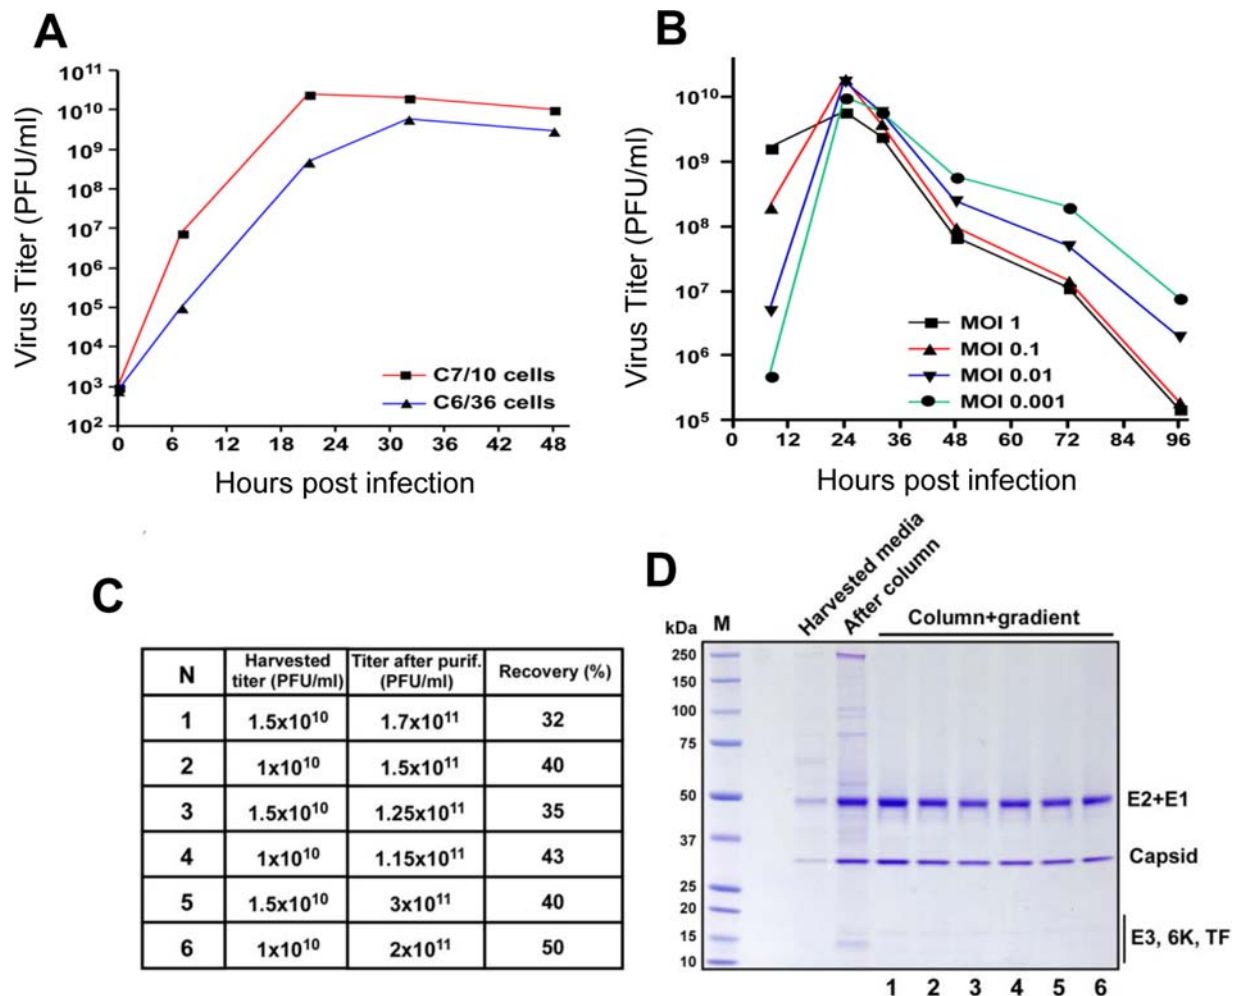 A
Virus Titer (PFU/ml)
10¹¹
10¹⁰
10⁹
10⁸
10⁷
10⁶
10⁵
10⁴
10³
10²
C7/10 cells
C6/36 cells
0 6 12 18 24 30 36 42 48
Hours post infection
B
Virus Titer (PFU/ml)
10¹⁰
10⁹
10⁸
10⁷
10⁶
10⁵
MOI 1
MOI 0.1
MOI 0.01
MOI 0.001
0 12 24 36 48 60 72 84 96
Hours post infection
C
N Harvested titer (PFU/ml) Titer after purif. (PFU/ml) Recovery (%)
1 1.5x10¹⁰ 1.7x10¹¹ 32
2 1x10¹⁰ 1.5x10¹¹ 40
3 1.5x10¹⁰ 1.25x10¹¹ 35
4 1x10¹⁰ 1.15x10¹¹ 43
5 1.5x10¹⁰ 3x10¹¹ 40
6 1x10¹⁰ 2x10¹¹ 50
D
Harvested media
After column
Column+gradient
kDa M
250
150
100
75
50
37
25
20
15
10
E2+E1
Capsid
E3, 6K, TF
1 2 3 4 5 6